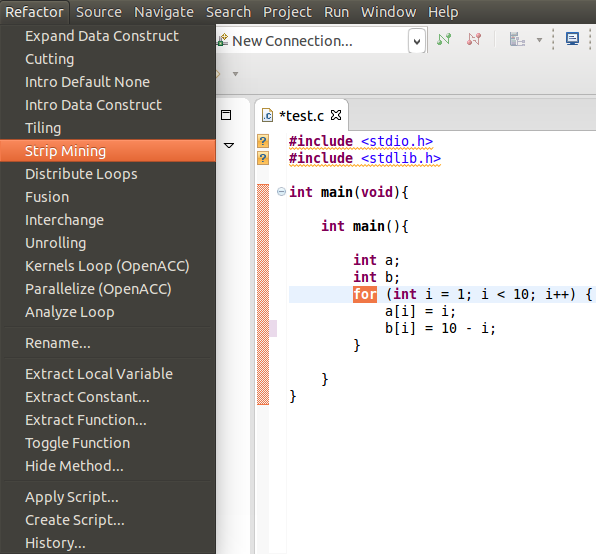 Refactor Source Navigate Search Project Run Window Help
Expand Data Construct
Cutting
Intro Default None
Intro Data Construct
Tiling
Strip Mining
Distribute Loops
Fusion
Interchange
Unrolling
Kernels Loop (OpenACC)
Parallelize (OpenACC)
Analyze Loop
Rename...
Extract Local Variable
Extract Constant...
Extract Function...
Toggle Function
Hide Method...
Apply Script...
Create Script...
History...
New Connection...
*test.c
#include <stdio.h>
#include <stdlib.h>
int main(void){
int main(){
int a;
int b;
for (int i = 1; i < 10; i++) {
a[i] = i;
b[i] = 10 - i;
}
}
}